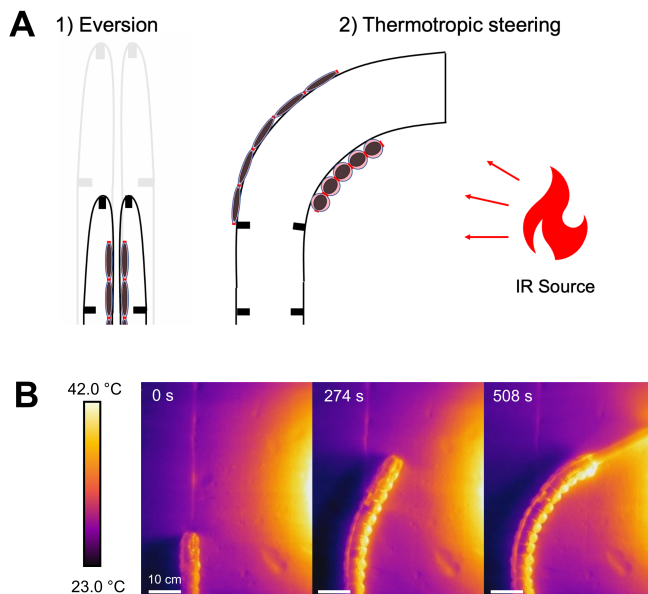 A
1) Eversion
2) Thermotropic steering
IR Source
B
42.0 °C
23.0 °C
0 s
274 s
508 s
10 cm